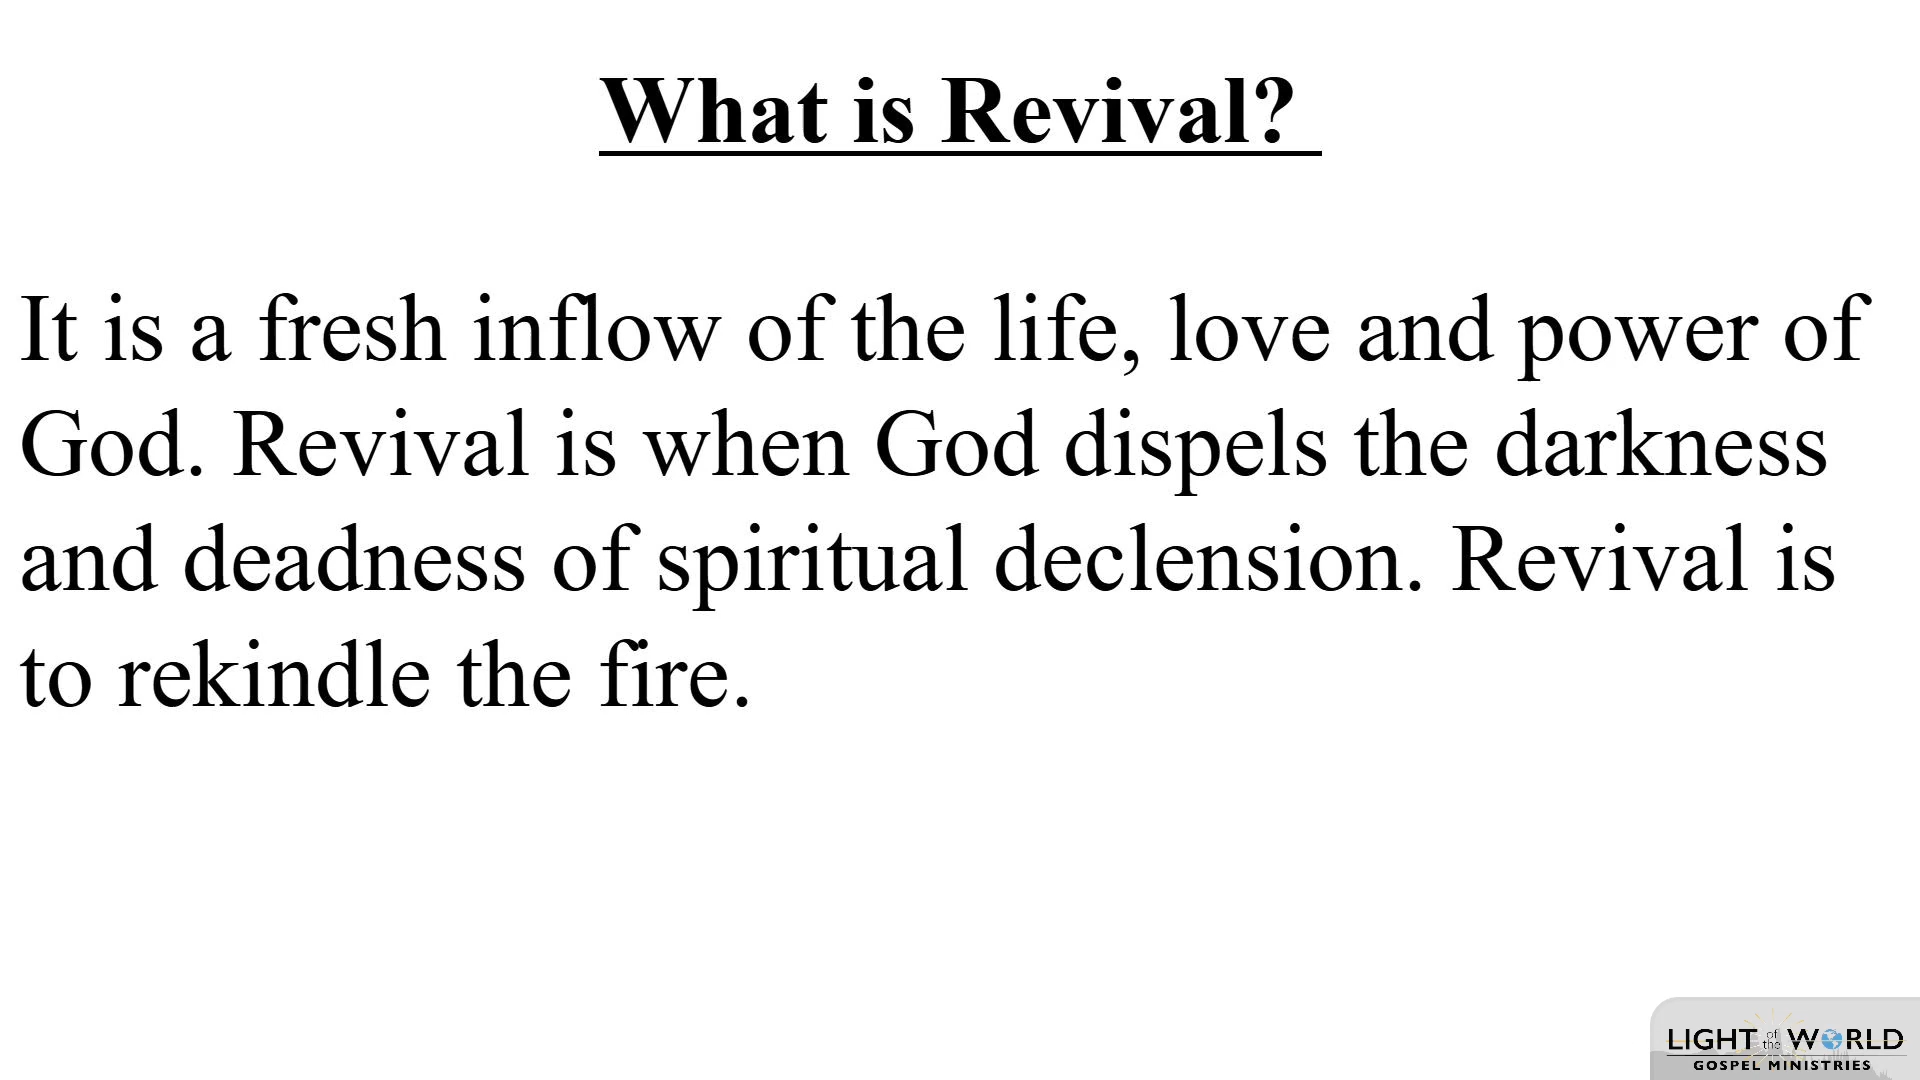 What is Revival?
It is a fresh inflow of the life, love and power of
God. Revival is when God dispels the darkness
and deadness of spiritual declension. Revival is
to rekindle the fire.
LIGHT of the WORLD
GOSPEL MINISTRIES